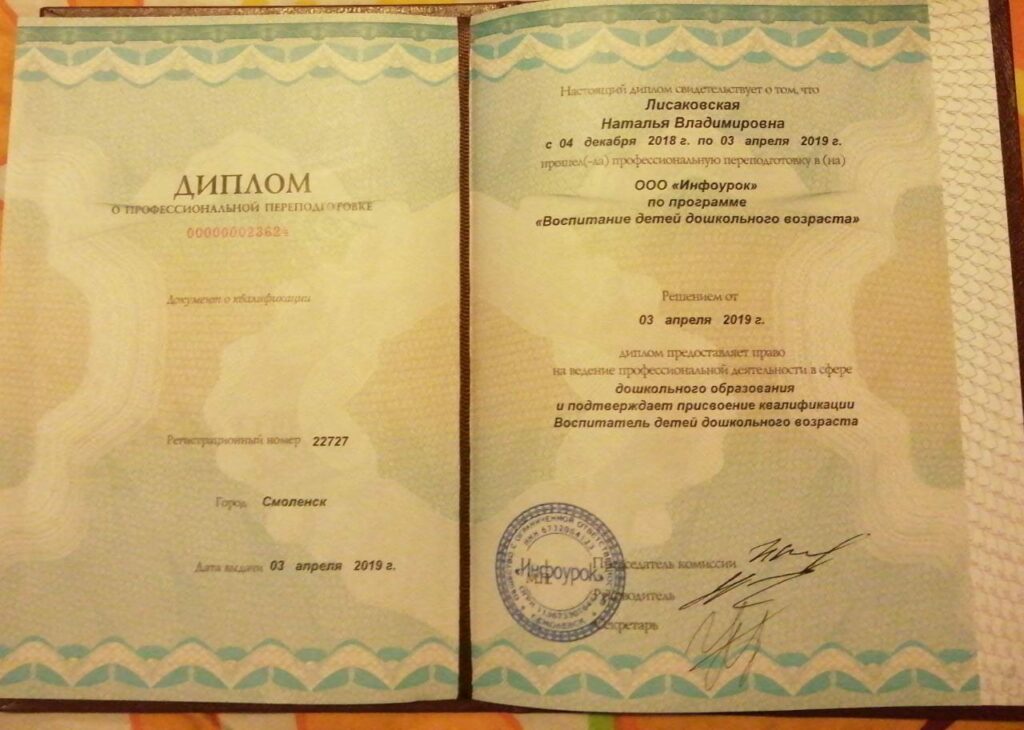 ДИПЛОМ
О ПРОФЕССИОНАЛЬНОЙ ПЕРЕПОДГОТОВКЕ
000000023624
Документ о квалификации
Регистрационный номер 22727
Город Смоленск
Дата выдачи 03 апреля 2019 г.
Настоящий диплом свидетельствует о том, что
Лисаковская
Наталья Владимировна
с 04 декабря 2018 г. по 03 апреля 2019 г.
прошел(-ла) профессиональную переподготовку в (на)
ООО «Инфоурок»
по программе
«Воспитание детей дошкольного возраста»
Решением от
03 апреля 2019 г.
диплом предоставляет право
на ведение профессиональной деятельности в сфере
дошкольного образования
и подтверждает присвоение квалификации
Воспитатель детей дошкольного возраста
Председатель комиссии
Руководитель
Секретарь
«Инфоурок»
М.П.
СМОЛЕНСК